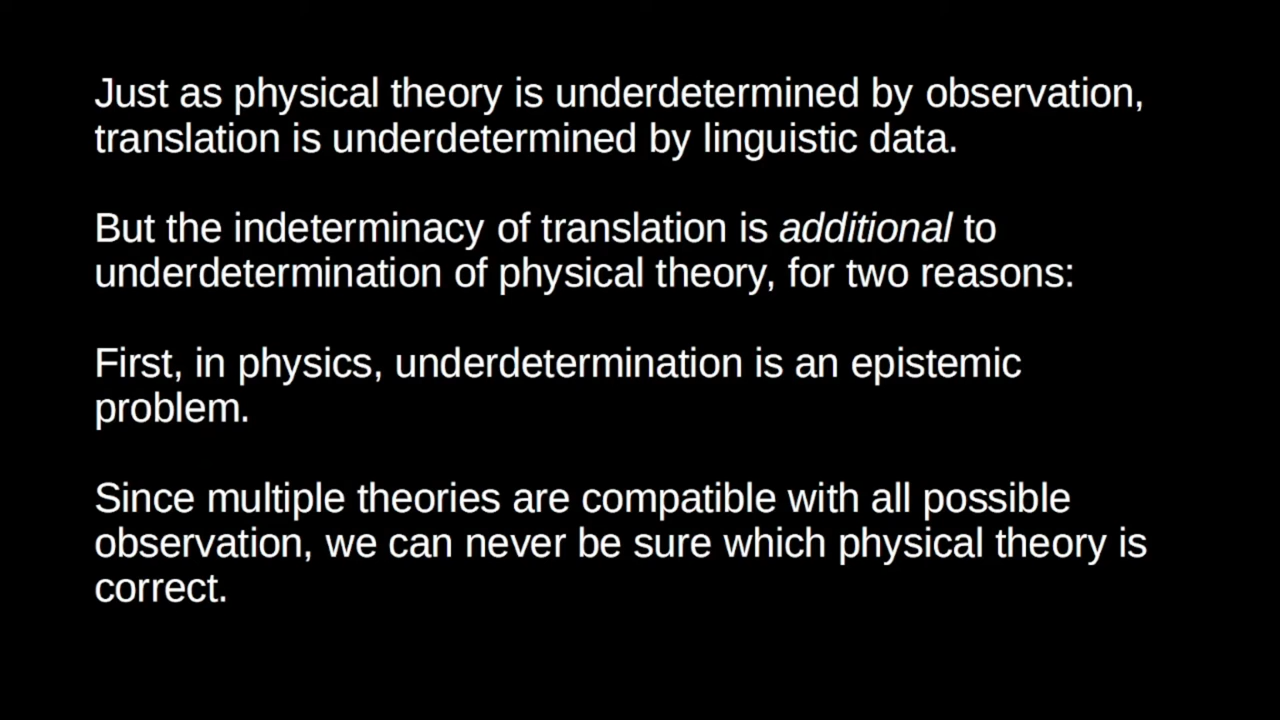 Just as physical theory is underdetermined by observation,
translation is underdetermined by linguistic data.
But the indeterminacy of translation is additional to
underdetermination of physical theory, for two reasons:
First, in physics, underdetermination is an epistemic
problem.
Since multiple theories are compatible with all possible
observation, we can never be sure which physical theory is
correct.